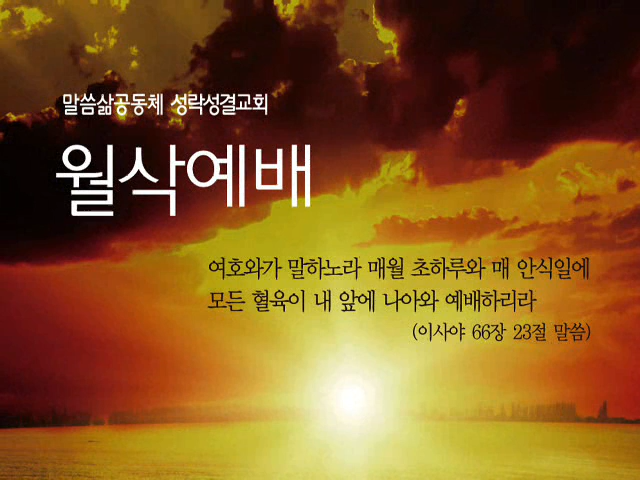 말씀삶공동체 성락성결교회
월삭예배
여호와가 말하노라 매월 초하루와 매 안식일에
모든 혈육이 내 앞에 나아와 예배하리라
(이사야 66장 23절 말씀)